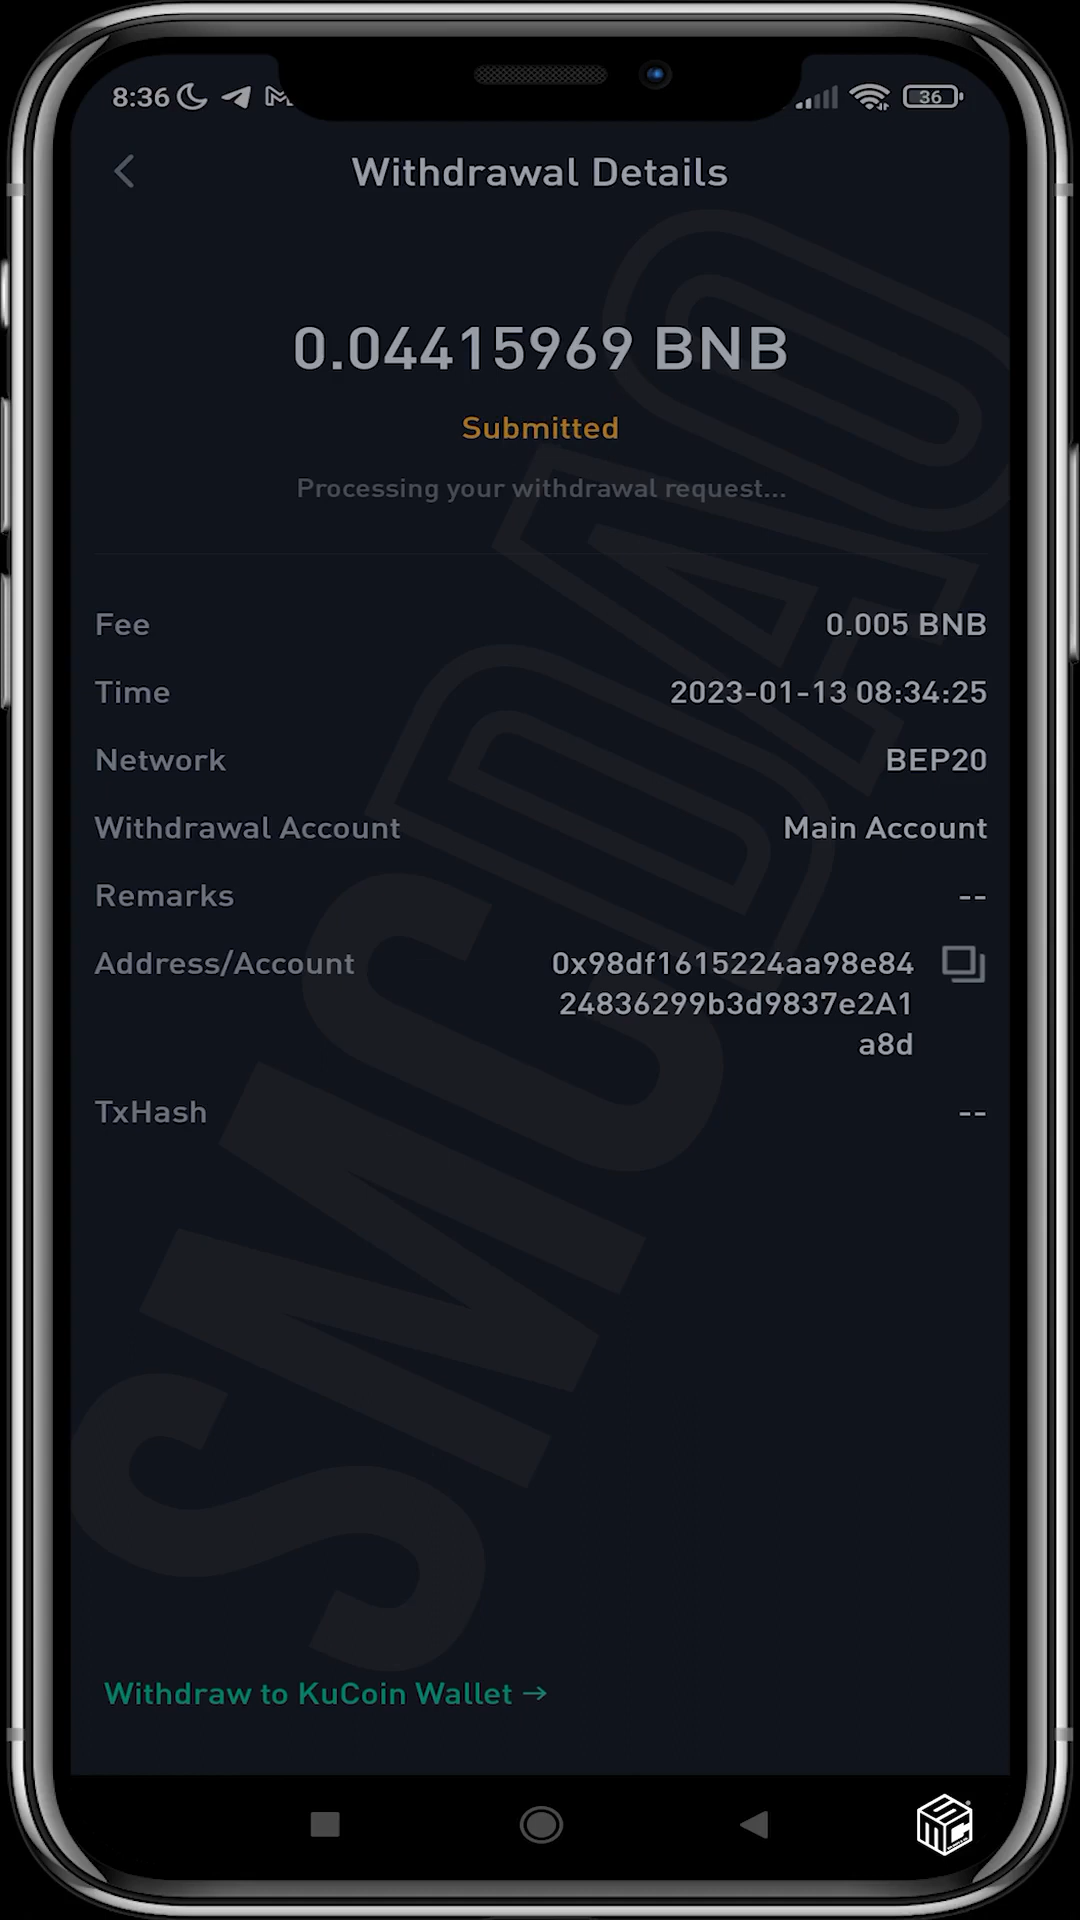 8:36
36
Withdrawal Details
0.04415969 BNB
Submitted
Processing your withdrawal request...
Fee 0.005 BNB
Time 2023-01-13 08:34:25
Network BEP20
Withdrawal Account Main Account
Remarks --
Address/Account 0x98df1615224aa98e84
24836299b3d9837e2A1
a8d
TxHash --
SMCDAO
Withdraw to KuCoin Wallet →
SMC